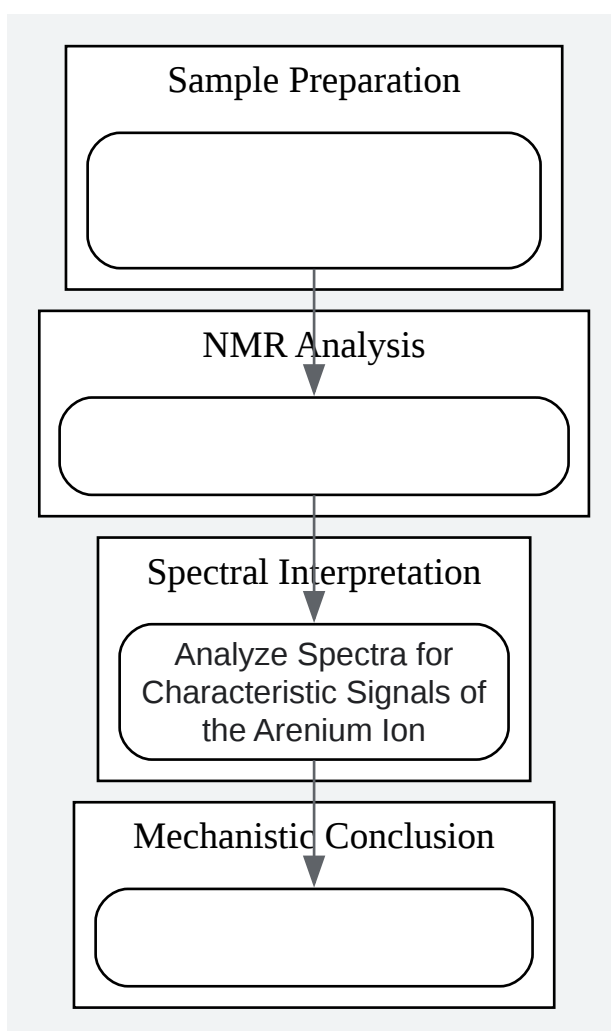 Sample Preparation
NMR Analysis
Spectral Interpretation
Analyze Spectra for
Characteristic Signals of
the Arenium Ion
Mechanistic Conclusion